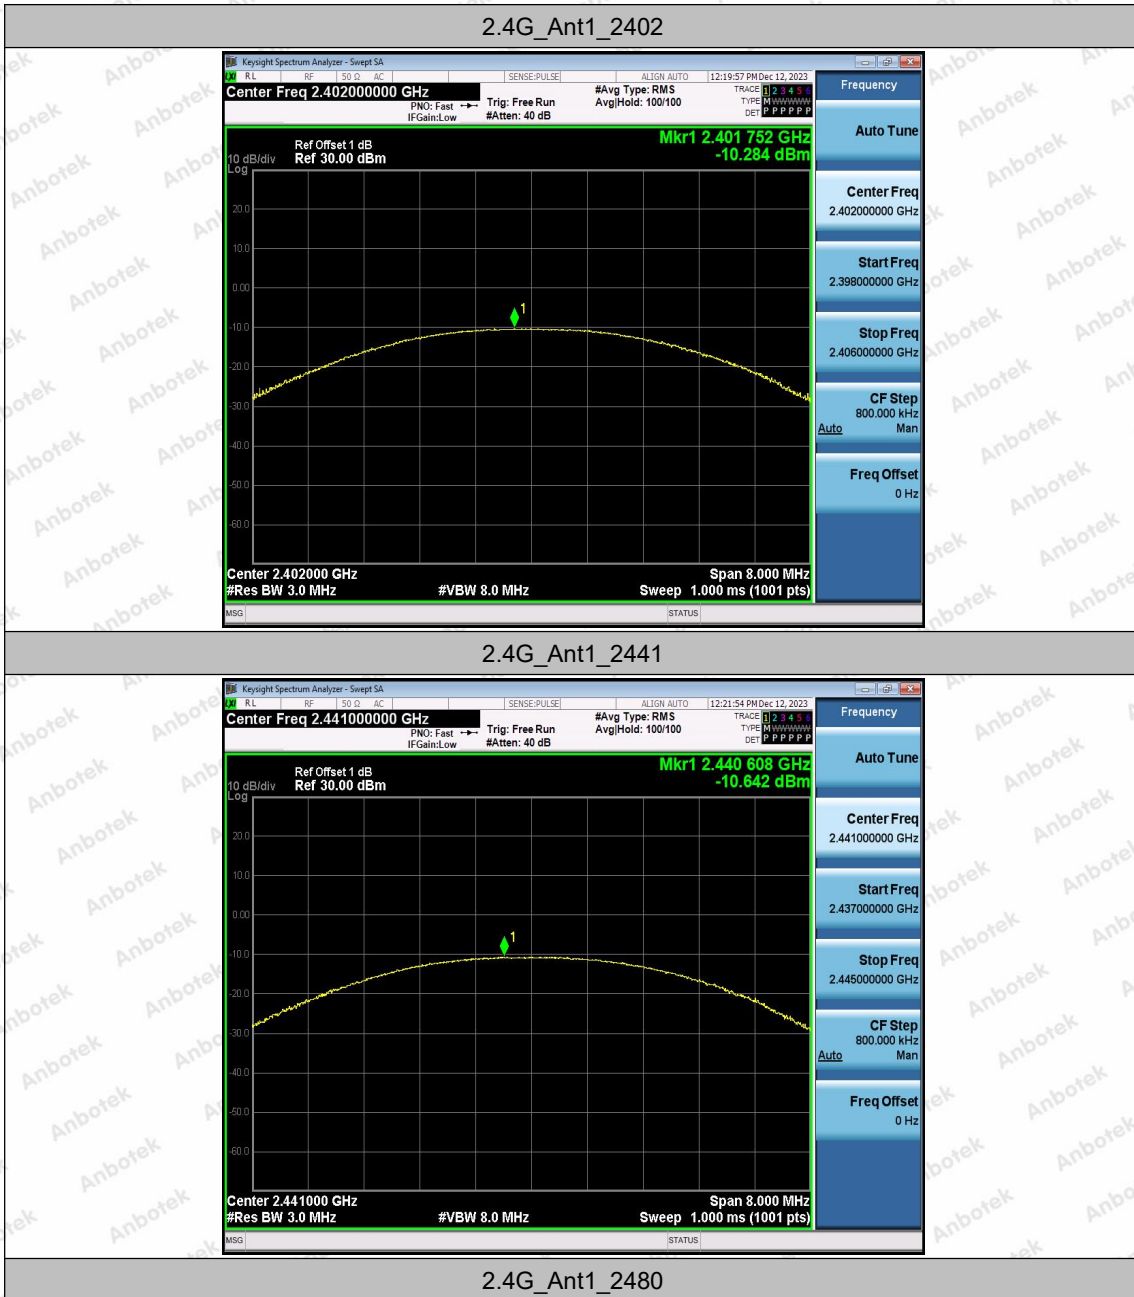 2.4G_Ant1_2402
Keysight Spectrum Analyzer - Swept SA
LXI RL RF 50 Ω AC SENSE:PULSE ALIGN AUTO 12:19:57 PM Dec 12, 2023
Center Freq 2.402000000 GHz
PNO: Fast
IFGain:Low
Trig: Free Run
#Atten: 40 dB
#Avg Type: RMS
Avg|Hold: 100/100
TRACE 1 2 3 4 5 6
TYPE M W W W W W
DET P P P P P P
Mkr1 2.401 752 GHz
-10.284 dBm
Ref Offset 1 dB
10 dB/div Ref 30.00 dBm
Log
20.0
10.0
0.00
-10.0
-20.0
-30.0
-40.0
-50.0
-60.0
1
Center 2.402000 GHz Span 8.000 MHz
#Res BW 3.0 MHz #VBW 8.0 MHz Sweep 1.000 ms (1001 pts)
MSG STATUS
Frequency
Auto Tune
Center Freq
2.402000000 GHz
Start Freq
2.398000000 GHz
Stop Freq
2.406000000 GHz
CF Step
800.000 kHz
Auto Man
Freq Offset
0 Hz
2.4G_Ant1_2441
Keysight Spectrum Analyzer - Swept SA
LXI RL RF 50 Ω AC SENSE:PULSE ALIGN AUTO 12:21:54 PM Dec 12, 2023
Center Freq 2.441000000 GHz
PNO: Fast
IFGain:Low
Trig: Free Run
#Atten: 40 dB
#Avg Type: RMS
Avg|Hold: 100/100
TRACE 1 2 3 4 5 6
TYPE M W W W W W
DET P P P P P P
Mkr1 2.440 608 GHz
-10.642 dBm
Ref Offset 1 dB
10 dB/div Ref 30.00 dBm
Log
20.0
10.0
0.00
-10.0
-20.0
-30.0
-40.0
-50.0
-60.0
1
Center 2.441000 GHz Span 8.000 MHz
#Res BW 3.0 MHz #VBW 8.0 MHz Sweep 1.000 ms (1001 pts)
MSG STATUS
Frequency
Auto Tune
Center Freq
2.441000000 GHz
Start Freq
2.437000000 GHz
Stop Freq
2.445000000 GHz
CF Step
800.000 kHz
Auto Man
Freq Offset
0 Hz
2.4G_Ant1_2480
Anbotek